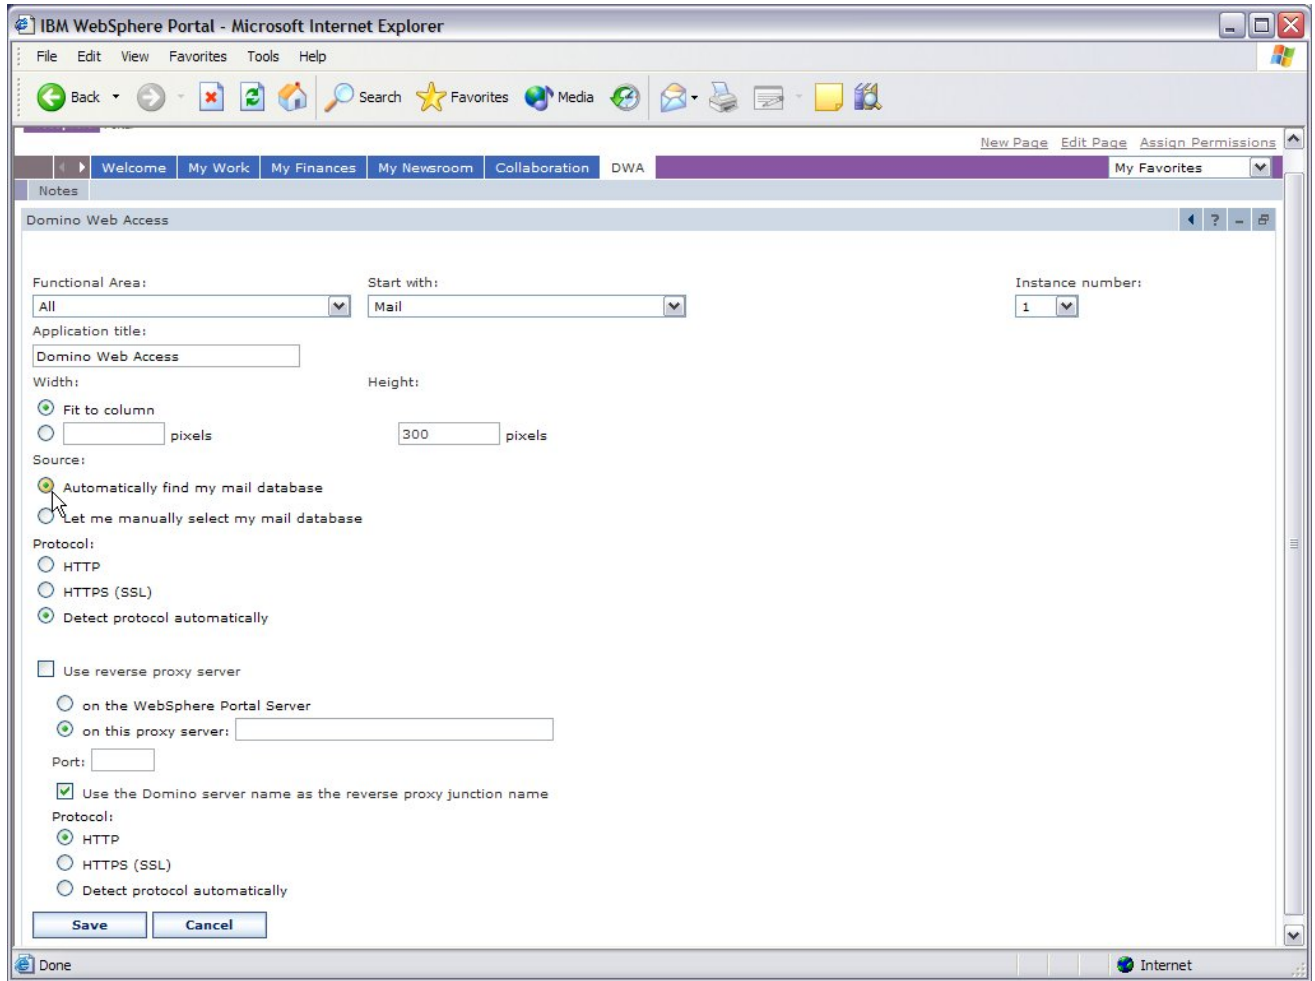 IBM WebSphere Portal - Microsoft Internet Explorer
File Edit View Favorites Tools Help
Back Search Favorites Media
New Page Edit Page Assign Permissions
Welcome My Work My Finances My Newsroom Collaboration DWA My Favorites
Notes
Domino Web Access ?
Functional Area: Start with: Instance number:
All Mail 1
Application title:
Domino Web Access
Width: Height:
Fit to column
pixels 300 pixels
Source:
Automatically find my mail database
Let me manually select my mail database
Protocol:
HTTP
HTTPS (SSL)
Detect protocol automatically
Use reverse proxy server
on the WebSphere Portal Server
on this proxy server:
Port:
Use the Domino server name as the reverse proxy junction name
Protocol:
HTTP
HTTPS (SSL)
Detect protocol automatically
Save Cancel
Done Internet